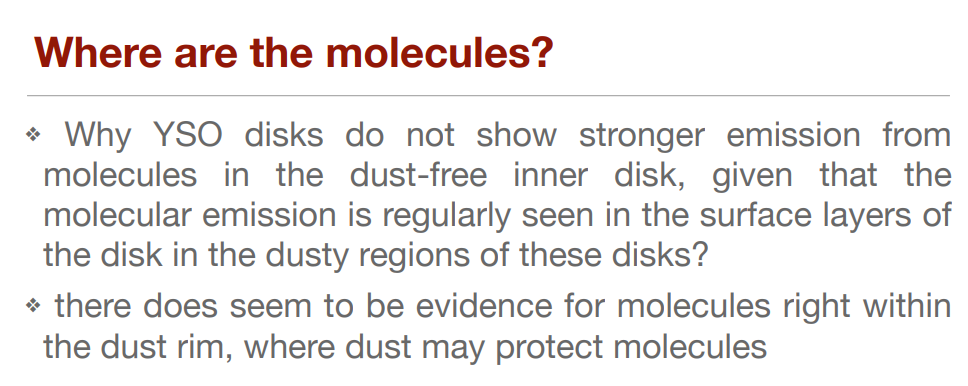 Where are the molecules?
❖ Why YSO disks do not show stronger emission from
molecules in the dust-free inner disk, given that the
molecular emission is regularly seen in the surface layers of
the disk in the dusty regions of these disks?
❖ there does seem to be evidence for molecules right within
the dust rim, where dust may protect molecules